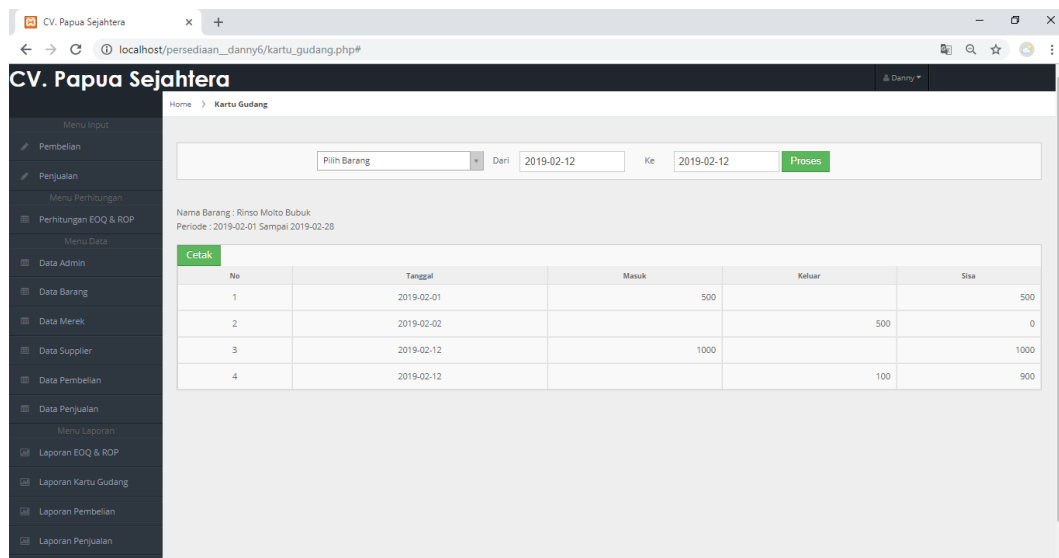 CV. Papua Sejahtera
localhost/persediaan__danny6/kartu_gudang.php#
CV. Papua Sejahtera
Danny
Home > Kartu Gudang
Menu Input
Pembelian
Penjualan
Menu Perhitungan
Perhitungan EOQ & ROP
Menu Data
Data Admin
Data Barang
Data Merek
Data Supplier
Data Pembelian
Data Penjualan
Menu Laporan
Laporan EOQ & ROP
Laporan Kartu Gudang
Laporan Pembelian
Laporan Penjualan
Pilih Barang Dari 2019-02-12 Ke 2019-02-12 Proses
Nama Barang : Rinso Molto Bubuk
Periode : 2019-02-01 Sampai 2019-02-28
Cetak
No Tanggal Masuk Keluar Sisa
1 2019-02-01 500 500
2 2019-02-02 500 0
3 2019-02-12 1000 1000
4 2019-02-12 100 900